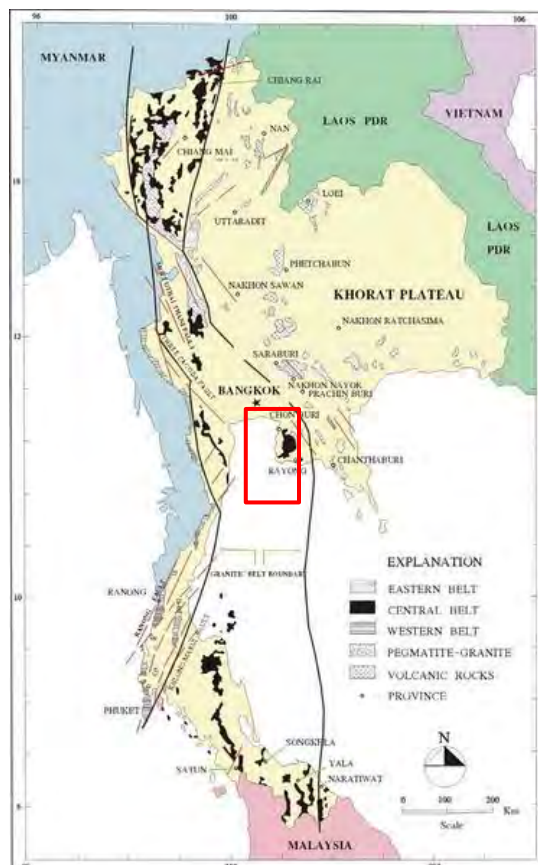 98
100
106
MYANMAR
CHIANG RAI
VIETNAM
LAOS PDR
NAN
CHIANG MAI
LOEI
UTTARADIT
LAOS
PDR
PHETCHABUN
NAKHON SAWAN
KHORAT PLATEAU
NAKHON RATCHASIMA
SARABURI
BANGKOK
NAKHON NAYOK
PRACHIN BURI
CHON BURI
RAYONG
CHANTHABURI
GRANITE BELT BOUNDARY
EXPLANATION
RANONG
EASTERN BELT
CENTRAL BELT
WESTERN BELT
PEGMATITE-GRANITE
VOLCANIC ROCKS
PROVINCE
PHUKET
N
SONGKHLA
SATUN
YALA
NARATIWAT
0 100 200
Km
Scale
MALAYSIA